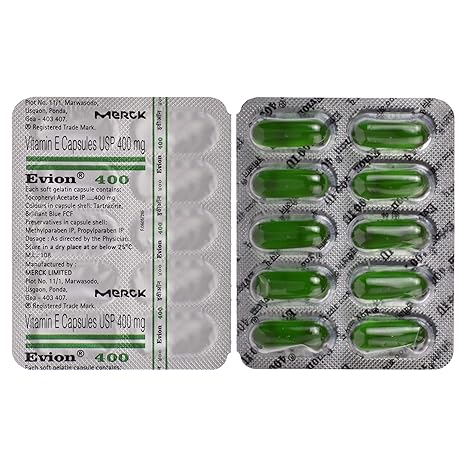 Plot No. 11/1, Marwasodo,
Usgaon, Ponda,
Goa - 403 407.
MERCK
® Registered Trade Mark.
Vitamin E Capsules USP 400 mg
Evion® 400
Each soft gelatin capsule contains:
Tocopheryl Acetate IP ....400 mg
Colours in capsule shell: Tartrazine,
Brilliant Blue FCF
Preservatives in capsule shell:
Methylparaben IP, Propylparaben IP
Dosage : As directed by the Physician.
Store in a dry place at or below 25°C
M.L.: 108
Manufactured by :
MERCK LIMITED
Plot No. 11/1, Marwasodo,
Usgaon, Ponda,
Goa - 403 407.
MERCK
® Registered Trade Mark.
Vitamin E Capsules USP 400 mg
Evion® 400
Each soft gelatin capsule contains: